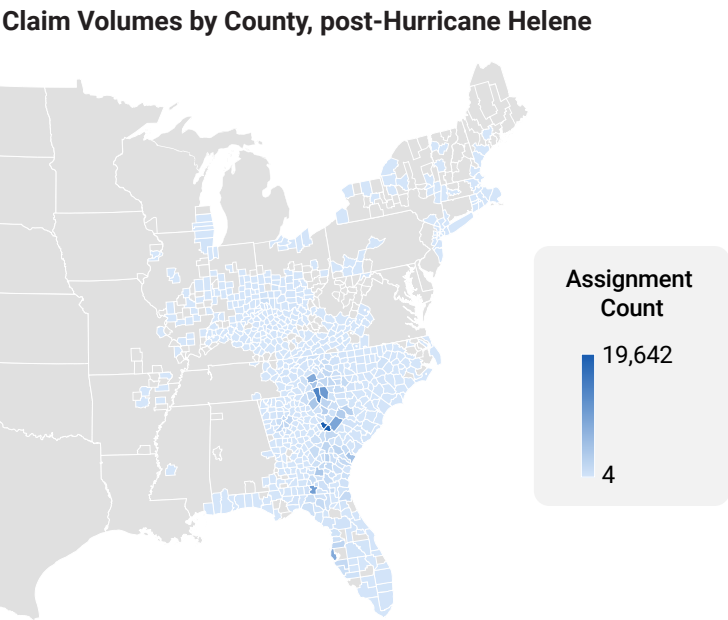 Claim Volumes by County, post-Hurricane Helene
Assignment
Count
19,642
4